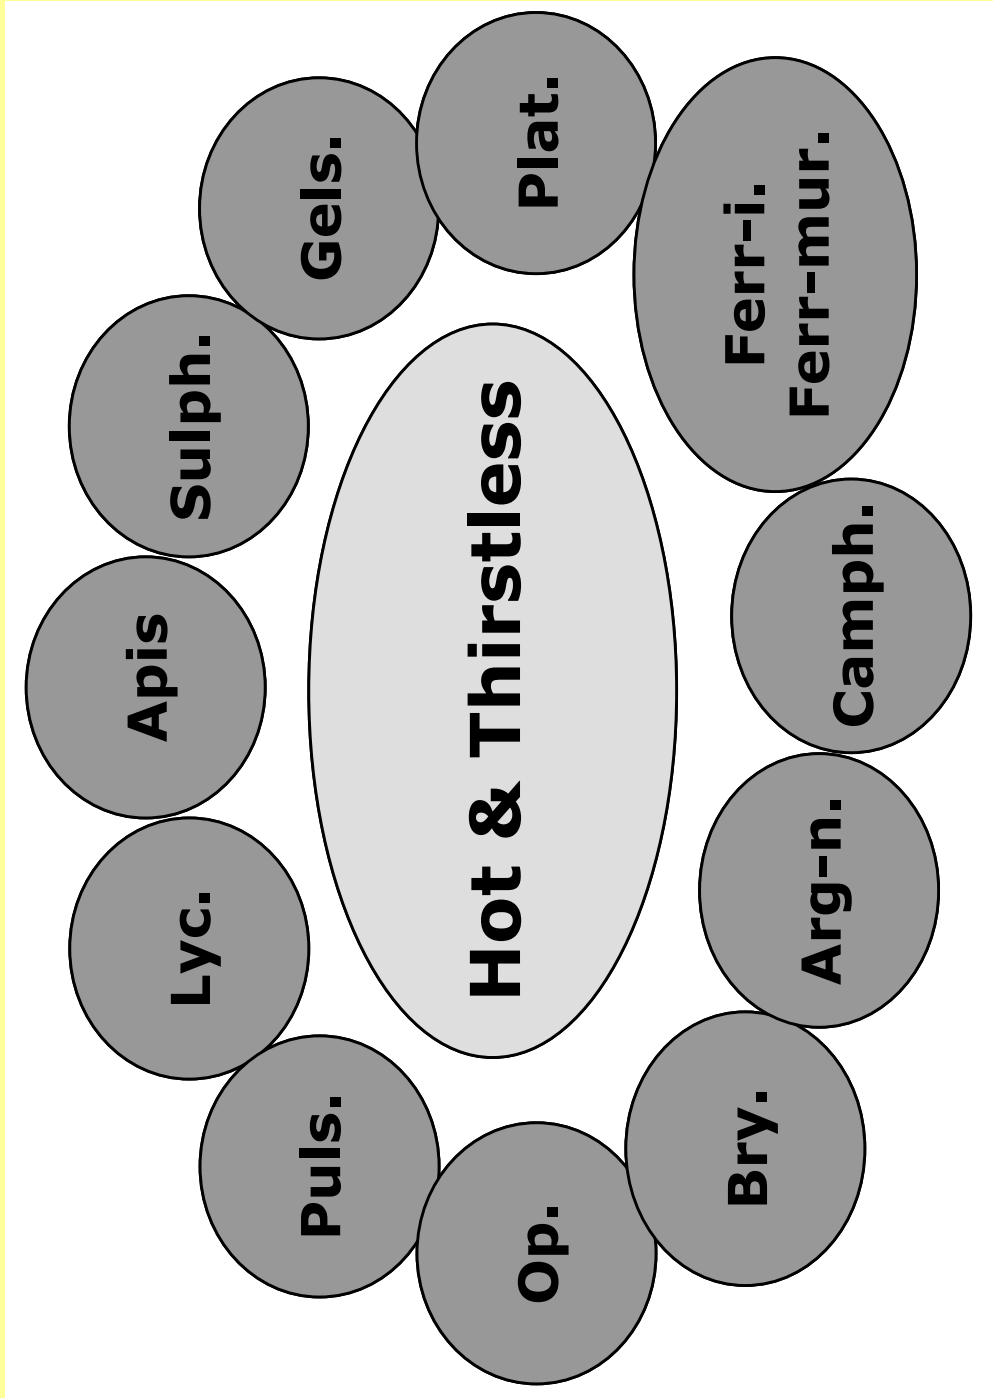 Apis
Lyc.
Sulph.
Puls.
Gels.
Hot & Thirstless
Op.
Plat.
Bry.
Ferr-i.
Ferr-mur.
Arg-n.
Camph.